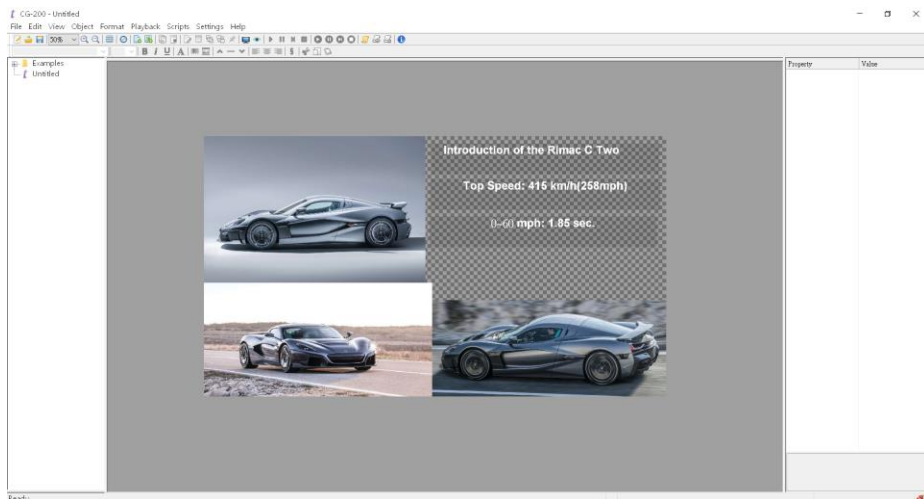 CG-200 - Untitled
File Edit View Object Format Playback Scripts Settings Help
50%
B I U A
Examples
Untitled
Property Value
Introduction of the Rimac C Two
Top Speed: 415 km/h(258mph)
0~60 mph: 1.85 sec.
Ready